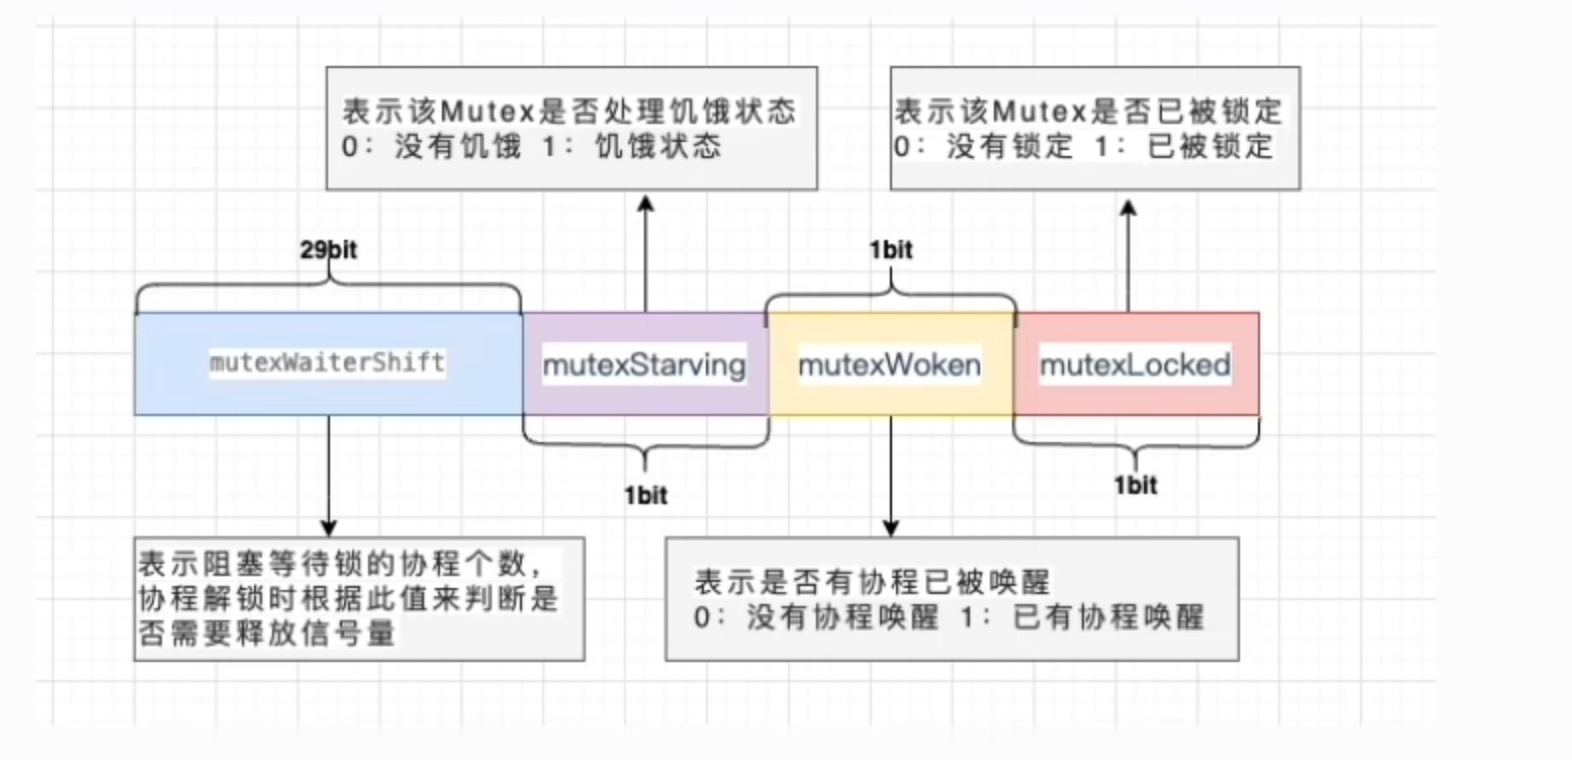 表示该Mutex是否处理饥饿状态
0：没有饥饿 1：饥饿状态
表示该Mutex是否已被锁定
0：没有锁定 1：已被锁定
29bit
1bit
mutexWaiterShift
mutexStarving
mutexWoken
mutexLocked
1bit
1bit
表示阻塞等待锁的协程个数，
协程解锁时根据此值来判断是
否需要释放信号量
表示是否有协程已被唤醒
0：没有协程唤醒 1：已有协程唤醒